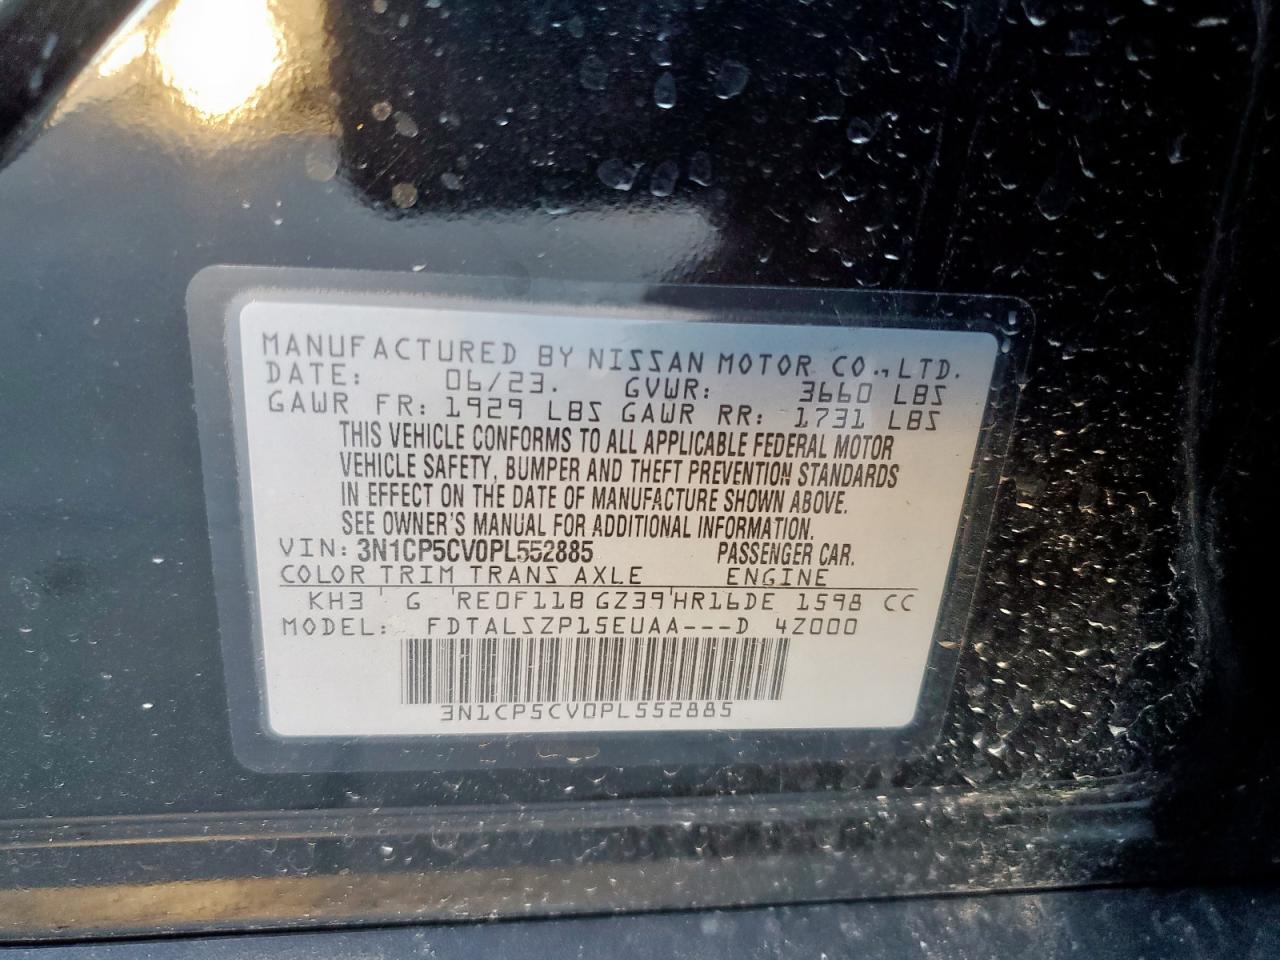 MANUFACTURED BY NISSAN MOTOR CO., LTD.
DATE: 06/23. GVWR: 3660 LBS
GAWR FR: 1929 LBS GAWR RR: 1731 LBS
THIS VEHICLE CONFORMS TO ALL APPLICABLE FEDERAL MOTOR
VEHICLE SAFETY, BUMPER AND THEFT PREVENTION STANDARDS
IN EFFECT ON THE DATE OF MANUFACTURE SHOWN ABOVE.
SEE OWNER'S MANUAL FOR ADDITIONAL INFORMATION.
VIN: 3N1CP5CV0PL552885 PASSENGER CAR.
COLOR TRIM TRANS AXLE ENGINE
KH3 G RE0F11B GZ39 HR16DE 1598 CC
MODEL: FDTALSZP15EUAA---D 4Z000
3N1CP5CV0PL552885